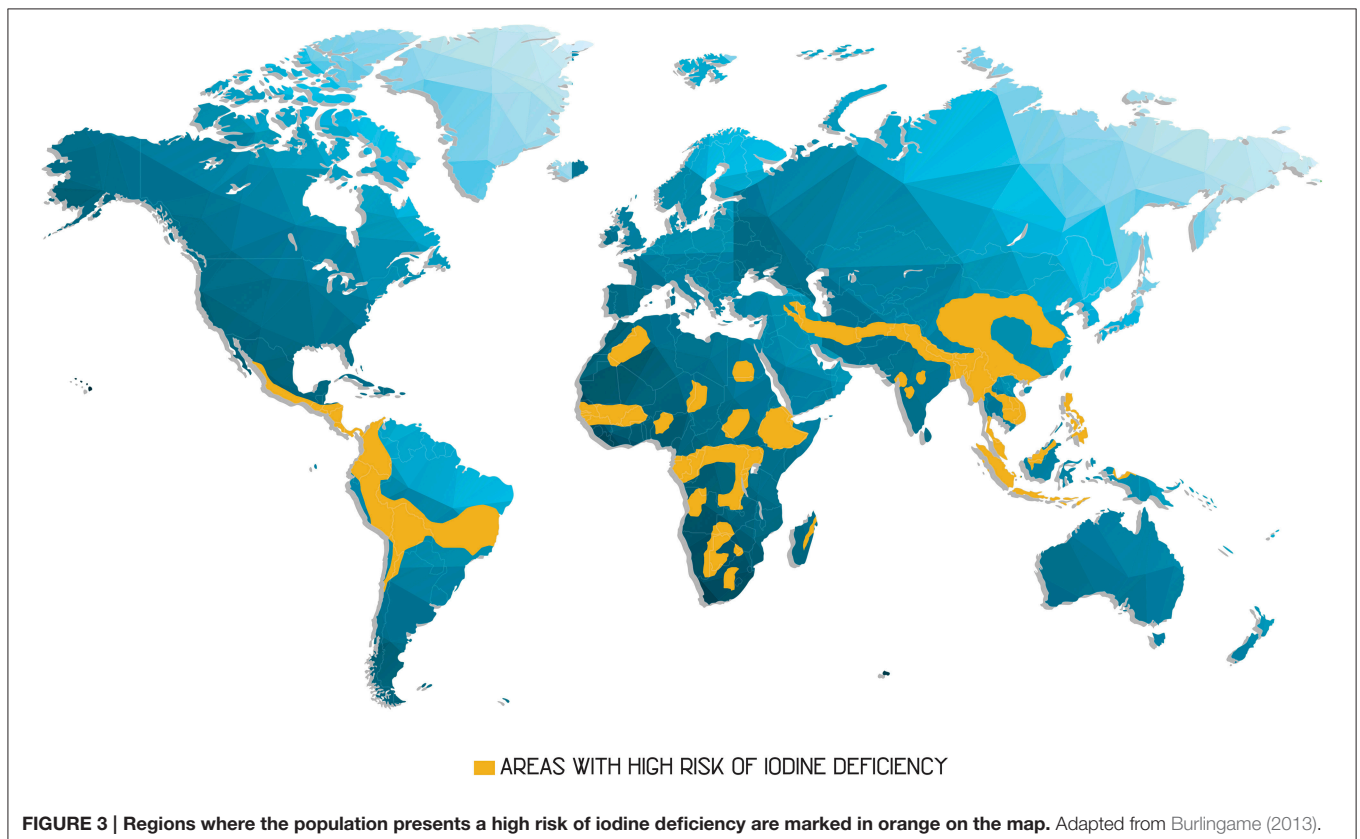 AREAS WITH HIGH RISK OF IODINE DEFICIENCY
FIGURE 3 | Regions where the population presents a high risk of iodine deficiency are marked in orange on the map. Adapted from Burlingame (2013).